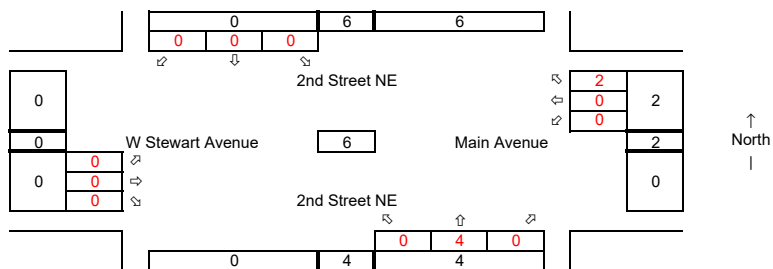 0 6 6
0 0 0
⬃ ⇩ ⬂
2nd Street NE
⬁ 2
0 ⇦ 0 2
⬃ 0
↑
0 W Stewart Avenue 6 Main Avenue 2 North
|
0 ⬀
0 0 ⇨ 0
0 ⬂
2nd Street NE
⬁ ⇧ ⬀
0 4 0
0 4 4